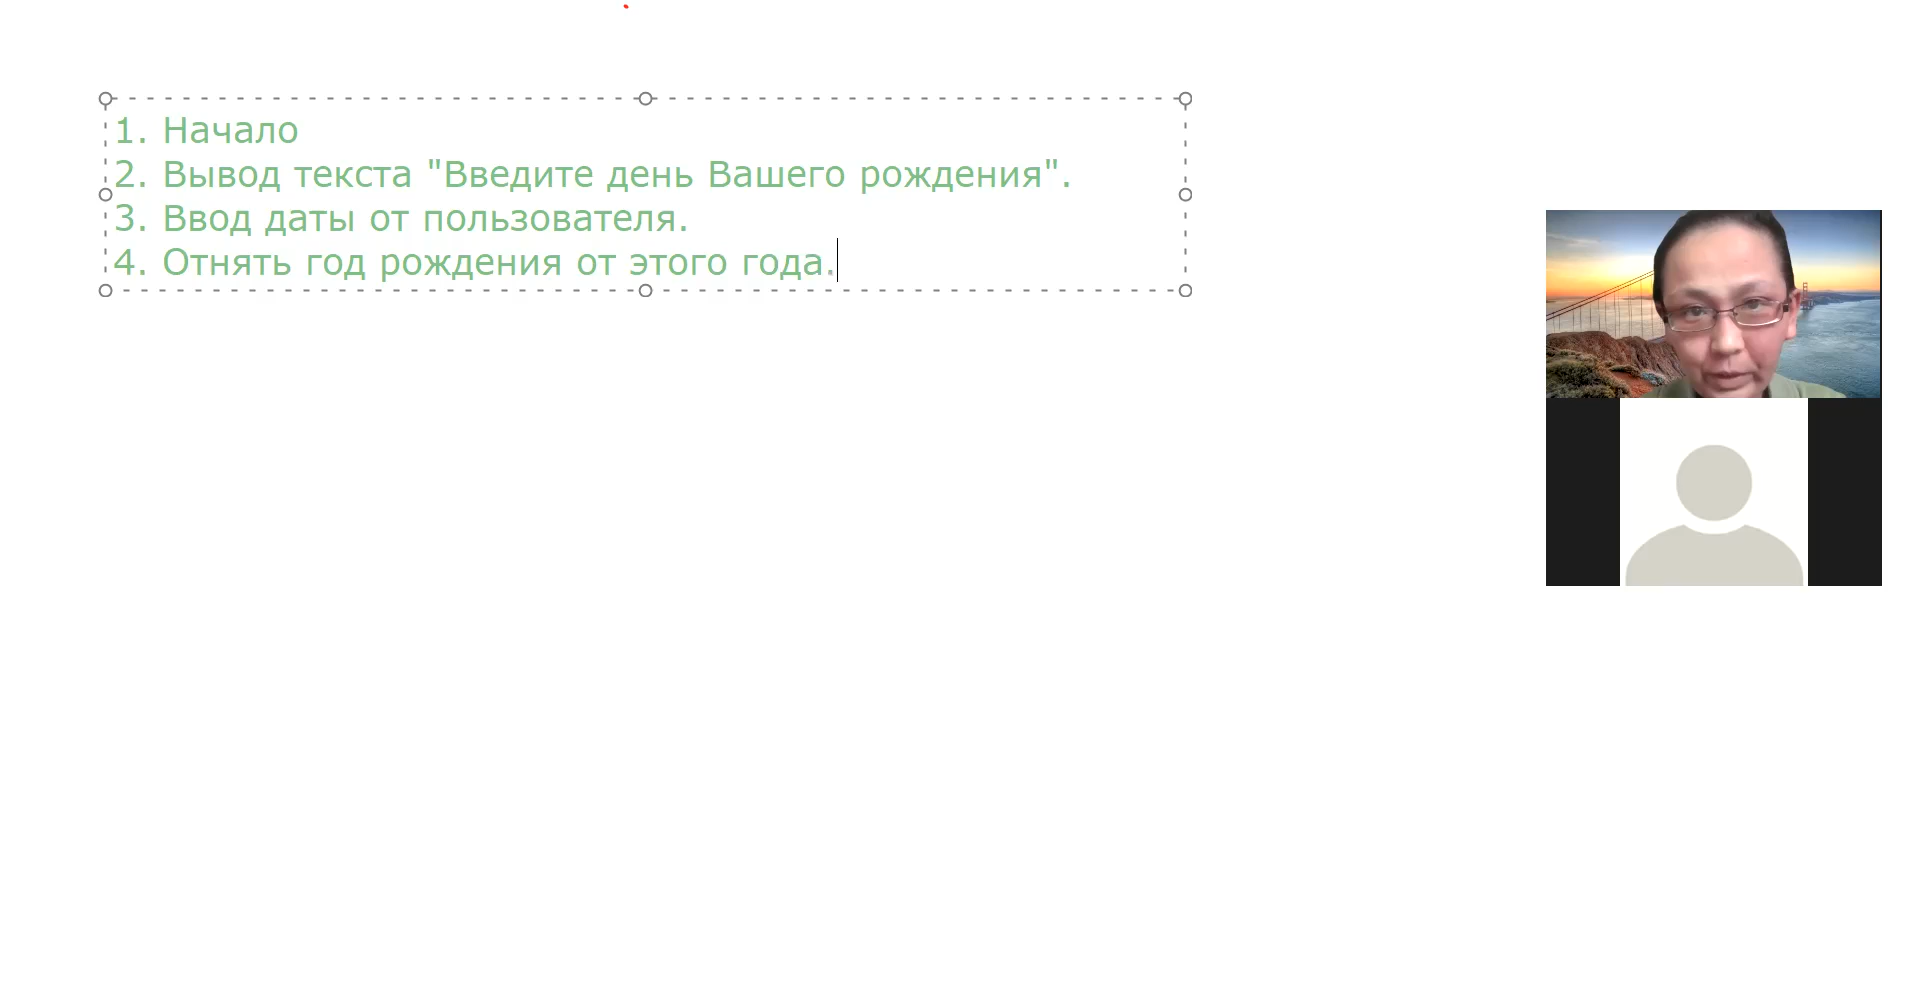 1. Начало
2. Вывод текста "Введите день Вашего рождения".
3. Ввод даты от пользователя.
4. Отнять год рождения от этого года.